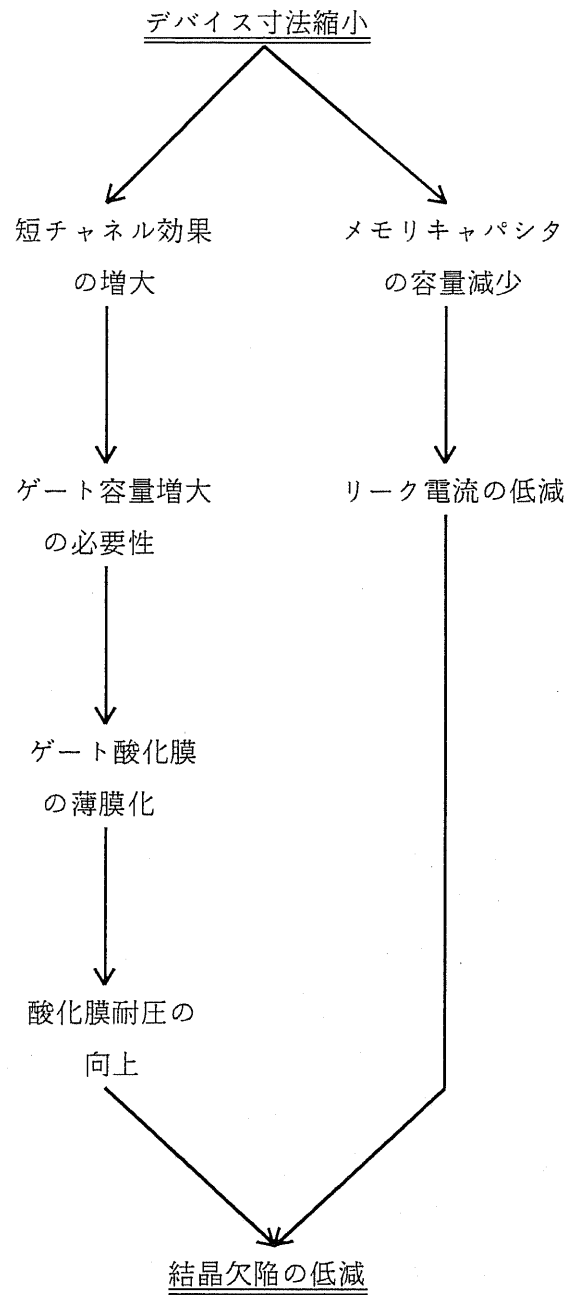 デバイス寸法縮小
短チャネル効果
の増大
メモリキャパシタ
の容量減少
ゲート容量増大
の必要性
リーク電流の低減
ゲート酸化膜
の薄膜化
酸化膜耐圧の
向上
結晶欠陥の低減